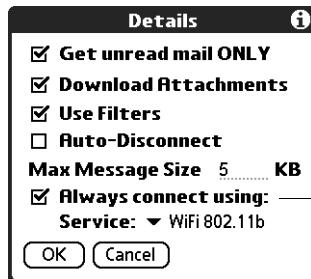 Details
Get unread mail ONLY
Download Attachments
Use Filters
Auto-Disconnect
Max Message Size 5 KB
Always connect using:
Service: WiFi 802.11b
OK Cancel